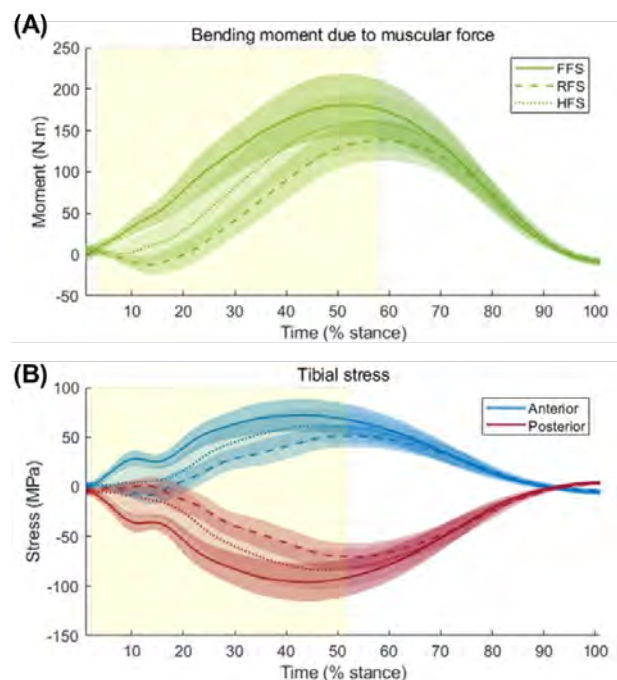 (A)
Bending moment due to muscular force
250
200
150
100
50
0
-50
Moment (N.m)
FFS
RFS
HFS
10 20 30 40 50 60 70 80 90 100
Time (% stance)
(B)
Tibial stress
100
50
0
-50
-100
-150
Stress (MPa)
Anterior
Posterior
10 20 30 40 50 60 70 80 90 100
Time (% stance)